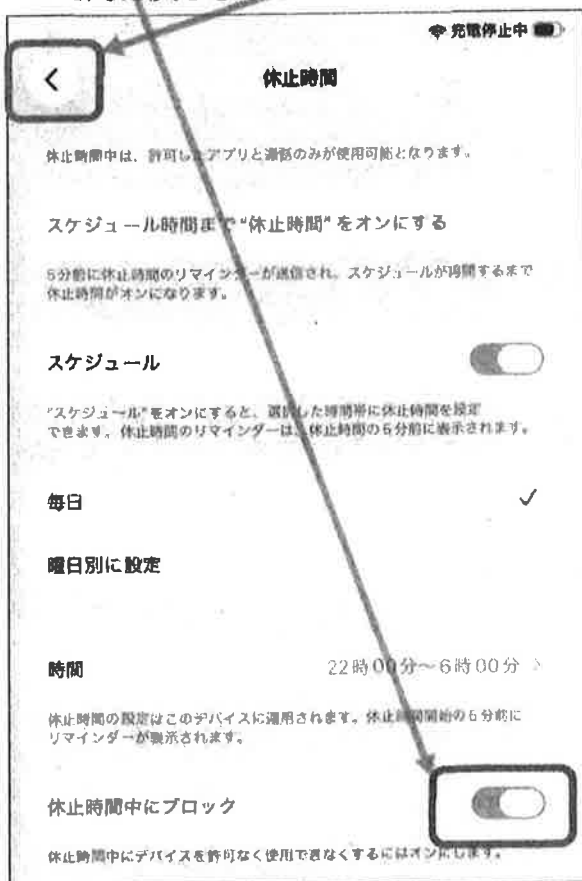 充電停止中
休止時間
休止時間中は、許可したアプリと通話のみが使用可能となります。
スケジュール時間まで"休止時間"をオンにする
5分前に休止時間のリマインダーが送信され、スケジュールが再開するまで
休止時間がオンになります。
スケジュール
"スケジュール"をオンにすると、選択した時間帯に休止時間を設定
できます。休止時間のリマインダーは、休止時間の5分前に表示されます。
毎日
曜日別に設定
時間
22時00分～6時00分
休止時間の設定はこのデバイスに適用されます。休止時間開始の5分前に
リマインダーが表示されます。
休止時間中にブロック
休止時間中にデバイスを許可なく使用できなくするにはオンにします。